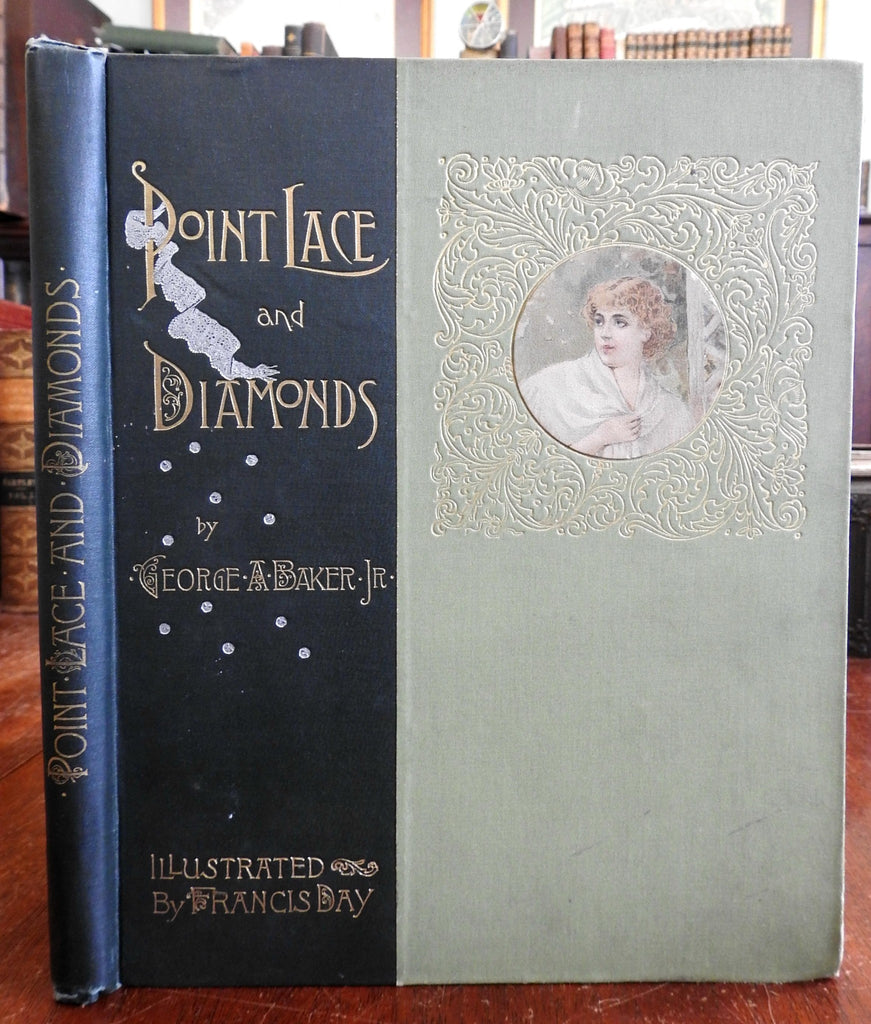 POINT LACE
and
DIAMONDS
by
GEORGE · A · BAKER · JR ·
ILLUSTRATED
By FRANCIS DAY
· POINT · LACE · AND · DIAMONDS ·